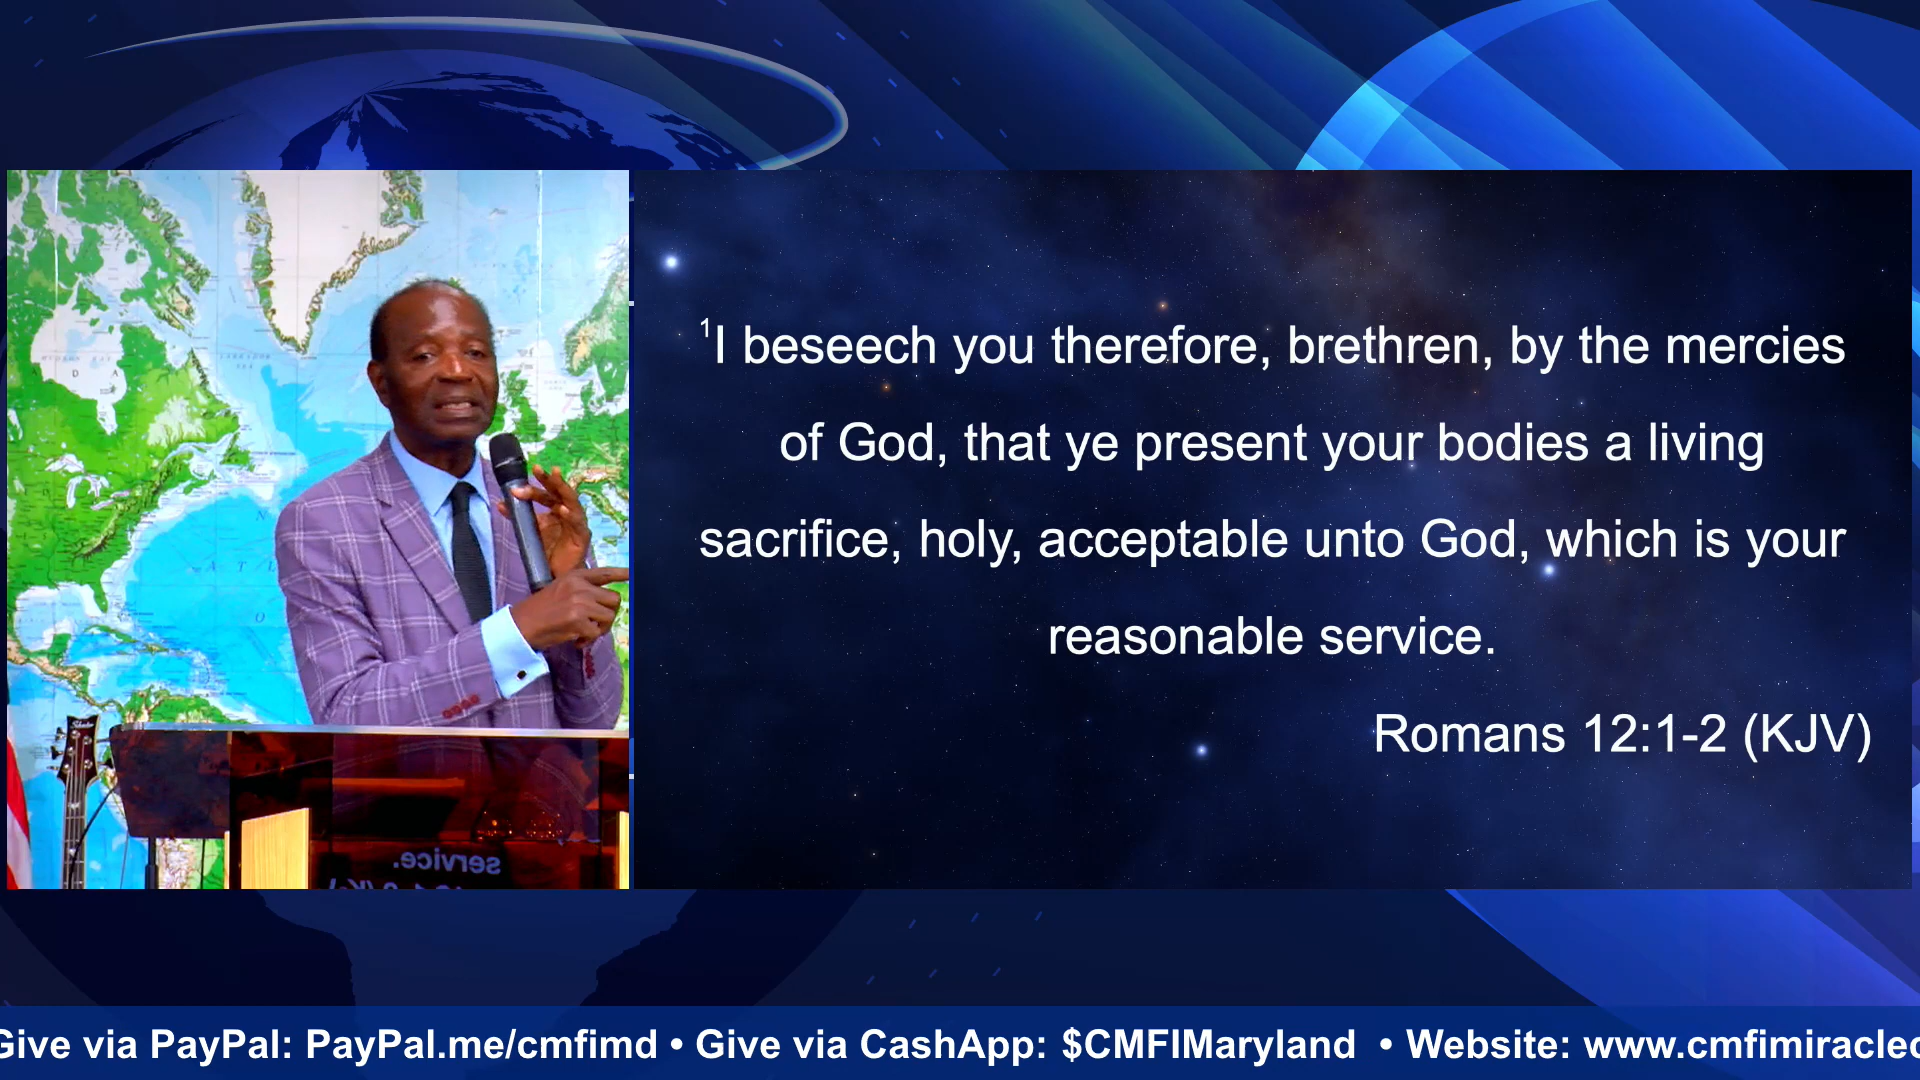 ¹I beseech you therefore, brethren, by the mercies
of God, that ye present your bodies a living
sacrifice, holy, acceptable unto God, which is your
reasonable service.
Romans 12:1-2 (KJV)
service.
Give via PayPal: PayPal.me/cmfimd • Give via CashApp: $CMFIMaryland • Website: www.cmfimiraclec